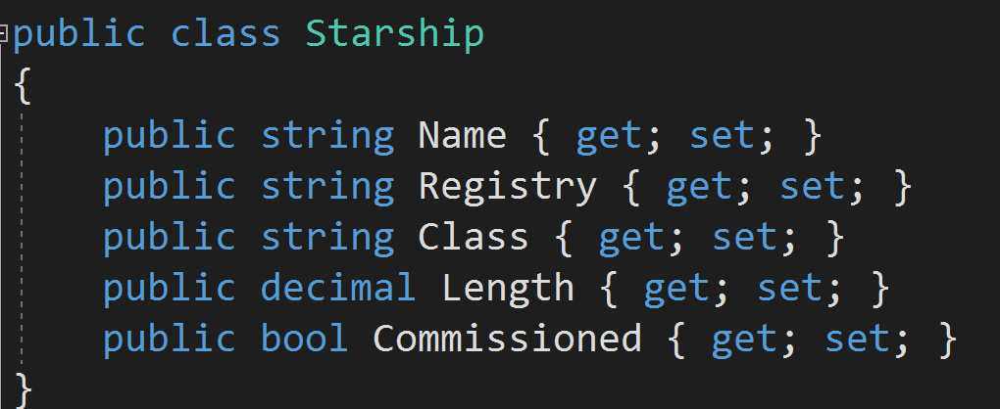 public class Starship
{
public string Name { get; set; }
public string Registry { get; set; }
public string Class { get; set; }
public decimal Length { get; set; }
public bool Commissioned { get; set; }
}